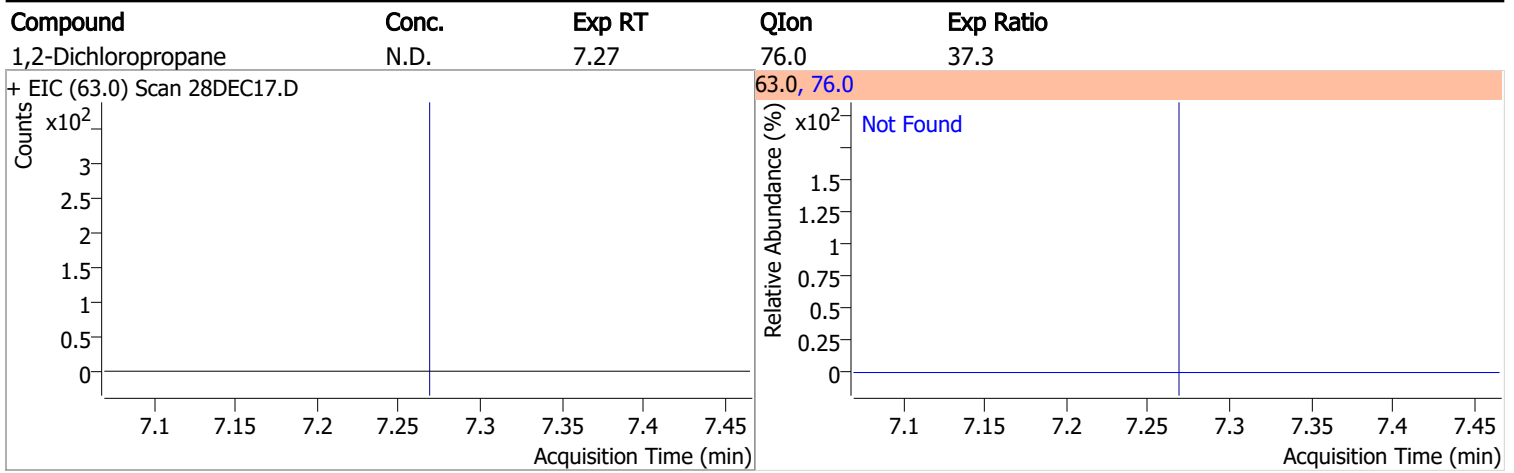 Compound Conc. Exp RT QIon Exp Ratio
1,2-Dichloropropane N.D. 7.27 76.0 37.3
+ EIC (63.0) Scan 28DEC17.D
Counts
x10²
3
2.5
2
1.5
1
0.5
0
7.1 7.15 7.2 7.25 7.3 7.35 7.4 7.45
Acquisition Time (min)
63.0, 76.0
Relative Abundance (%)
x10²
Not Found
1.5
1.25
1
0.75
0.5
0.25
0
7.1 7.15 7.2 7.25 7.3 7.35 7.4 7.45
Acquisition Time (min)